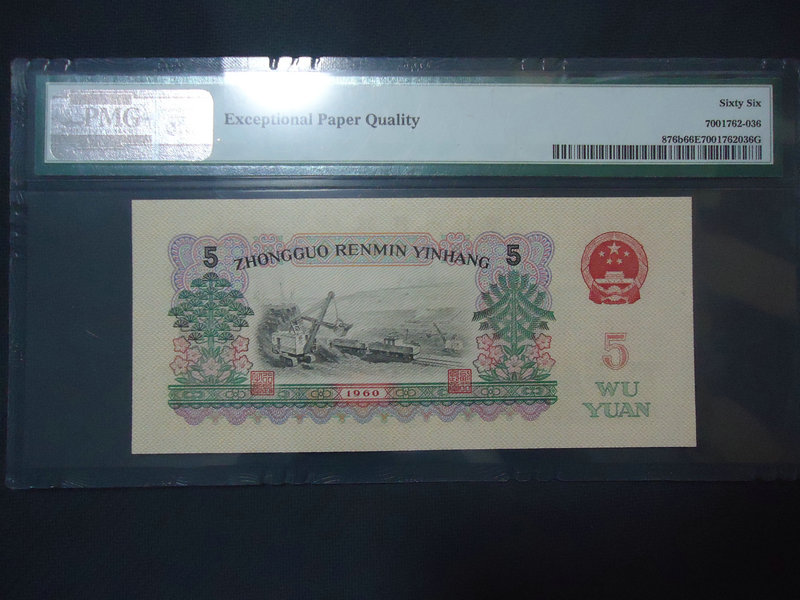 PMG
Exceptional Paper Quality
Sixty Six
7001762-036
876b66E7001762036G
5
ZHONGGUO RENMIN YINHANG
5
5
WU
YUAN
1960